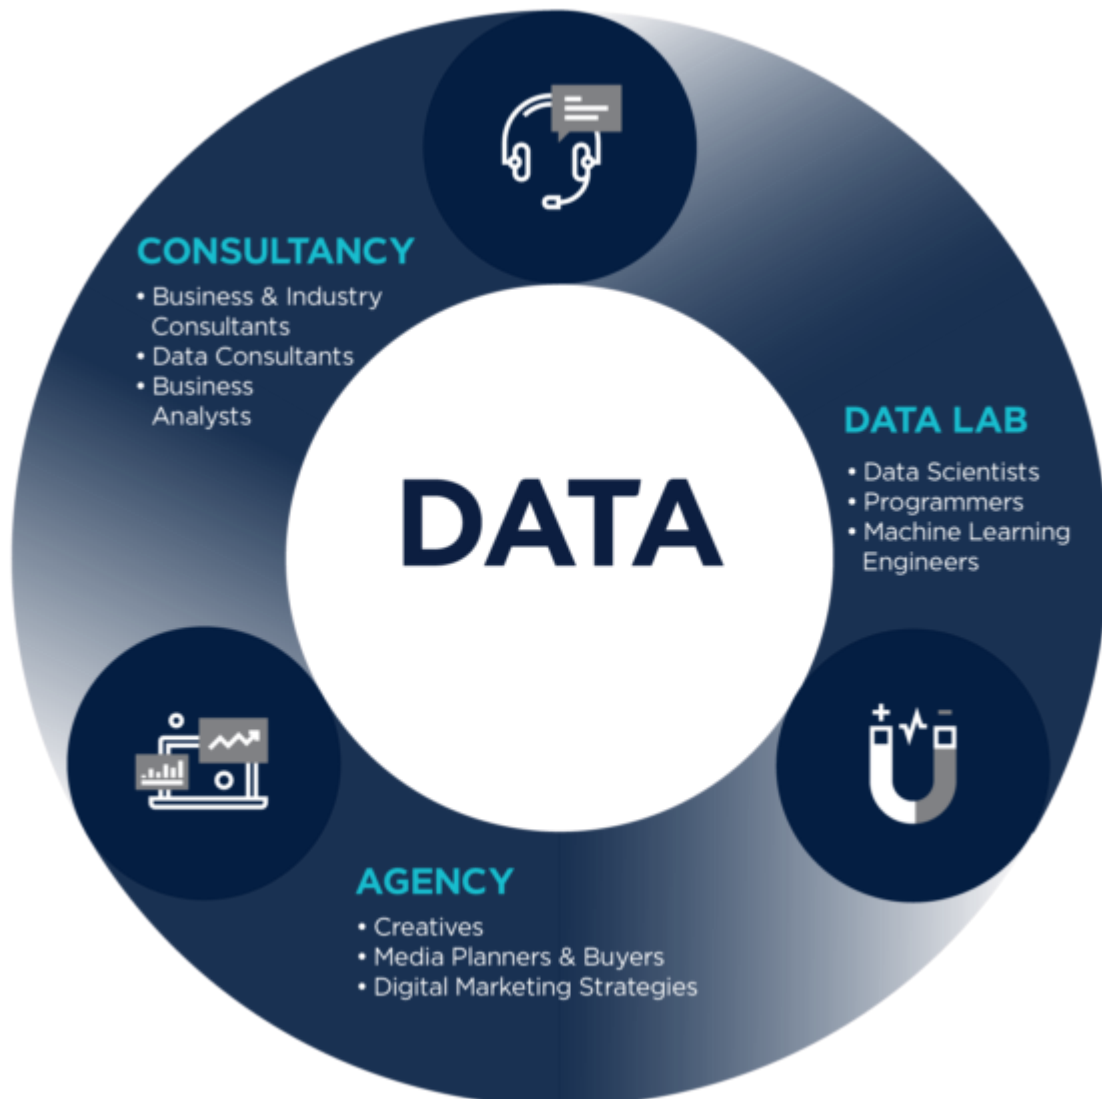 CONSULTANCY
• Business & Industry
Consultants
• Data Consultants
• Business
Analysts
DATA
DATA LAB
• Data Scientists
• Programmers
• Machine Learning
Engineers
AGENCY
• Creatives
• Media Planners & Buyers
• Digital Marketing Strategies